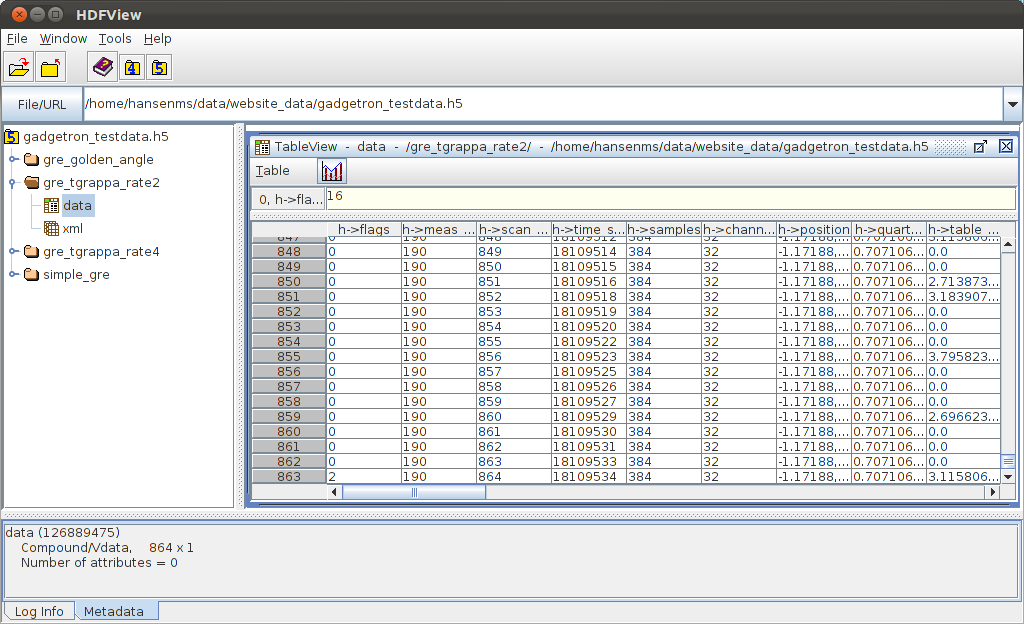 HDFView
File Window Tools Help
4 5
File/URL /home/hansenms/data/website_data/gadgetron_testdata.h5
5 gadgetron_testdata.h5
gre_golden_angle
gre_tgrappa_rate2
data
xml
gre_tgrappa_rate4
simple_gre
TableView - data - /gre_tgrappa_rate2/ - /home/hansenms/data/website_data/gadgetron_testdata.h5
Table
0, h->fla... 16
h->flags h->meas ... h->scan ... h->time_s... h->samples h->chann... h->position h->quart... h->table_...
847 0 190 848 18109512 384 32 -1.17188,... 0.707106... 3.115806...
848 0 190 849 18109514 384 32 -1.17188,... 0.707106... 0.0
849 0 190 850 18109515 384 32 -1.17188,... 0.707106... 0.0
850 0 190 851 18109516 384 32 -1.17188,... 0.707106... 2.713873...
851 0 190 852 18109518 384 32 -1.17188,... 0.707106... 3.183907...
852 0 190 853 18109519 384 32 -1.17188,... 0.707106... 0.0
853 0 190 854 18109520 384 32 -1.17188,... 0.707106... 0.0
854 0 190 855 18109522 384 32 -1.17188,... 0.707106... 0.0
855 0 190 856 18109523 384 32 -1.17188,... 0.707106... 3.795823...
856 0 190 857 18109525 384 32 -1.17188,... 0.707106... 0.0
857 0 190 858 18109526 384 32 -1.17188,... 0.707106... 0.0
858 0 190 859 18109527 384 32 -1.17188,... 0.707106... 0.0
859 0 190 860 18109529 384 32 -1.17188,... 0.707106... 2.696623...
860 0 190 861 18109530 384 32 -1.17188,... 0.707106... 0.0
861 0 190 862 18109531 384 32 -1.17188,... 0.707106... 0.0
862 0 190 863 18109533 384 32 -1.17188,... 0.707106... 0.0
863 2 190 864 18109534 384 32 -1.17188,... 0.707106... 3.115806...
data (126889475)
Compound/Vdata, 864 x 1
Number of attributes = 0
Log Info Metadata